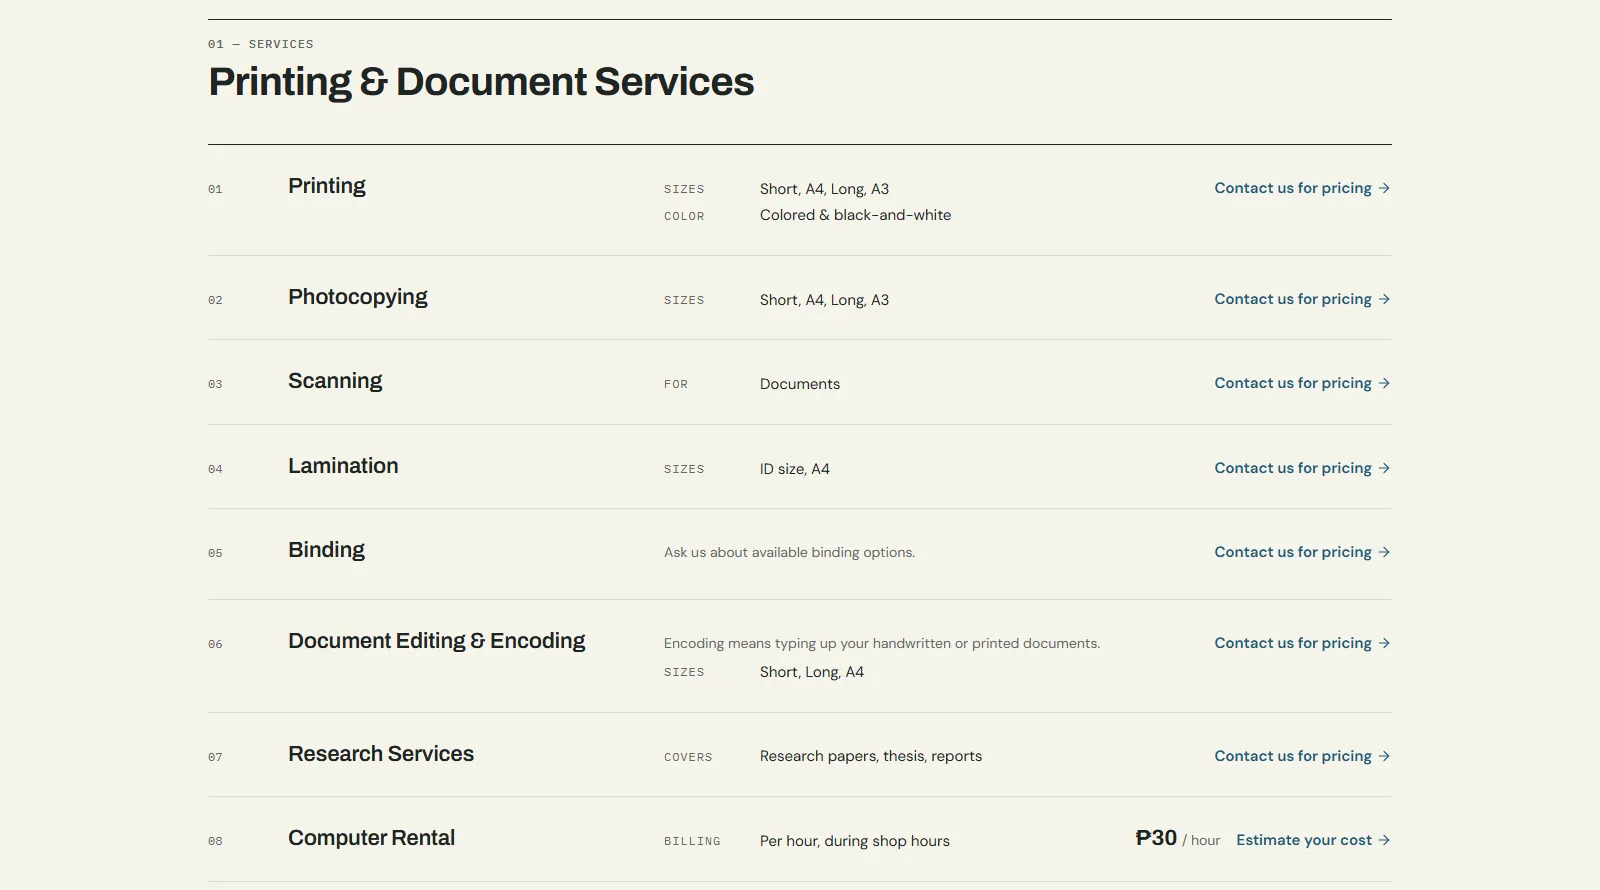 01 — SERVICES
Printing & Document Services
01 Printing SIZES Short, A4, Long, A3 Contact us for pricing →
COLOR Colored & black-and-white
02 Photocopying SIZES Short, A4, Long, A3 Contact us for pricing →
03 Scanning FOR Documents Contact us for pricing →
04 Lamination SIZES ID size, A4 Contact us for pricing →
05 Binding Ask us about available binding options. Contact us for pricing →
06 Document Editing & Encoding Encoding means typing up your handwritten or printed documents. Contact us for pricing →
SIZES Short, Long, A4
07 Research Services COVERS Research papers, thesis, reports Contact us for pricing →
08 Computer Rental BILLING Per hour, during shop hours ₱30 / hour Estimate your cost →